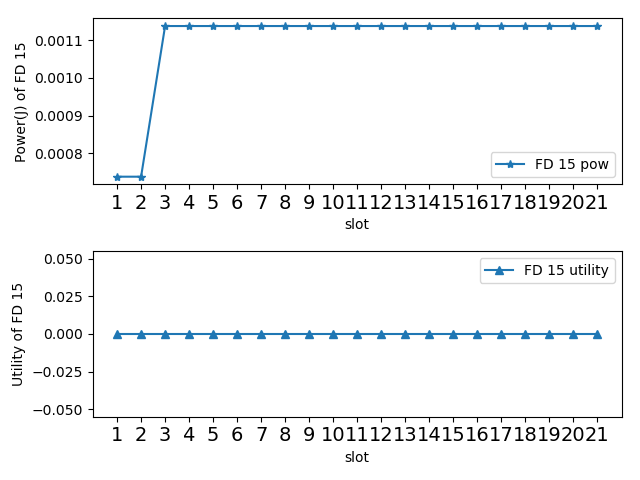 Power(J) of FD 15
0.0011
0.0010
0.0009
0.0008
FD 15 pow
1 2 3 4 5 6 7 8 9 10 11 12 13 14 15 16 17 18 19 20 21
slot
Utility of FD 15
0.050
0.025
0.000
−0.025
−0.050
FD 15 utility
1 2 3 4 5 6 7 8 9 10 11 12 13 14 15 16 17 18 19 20 21
slot